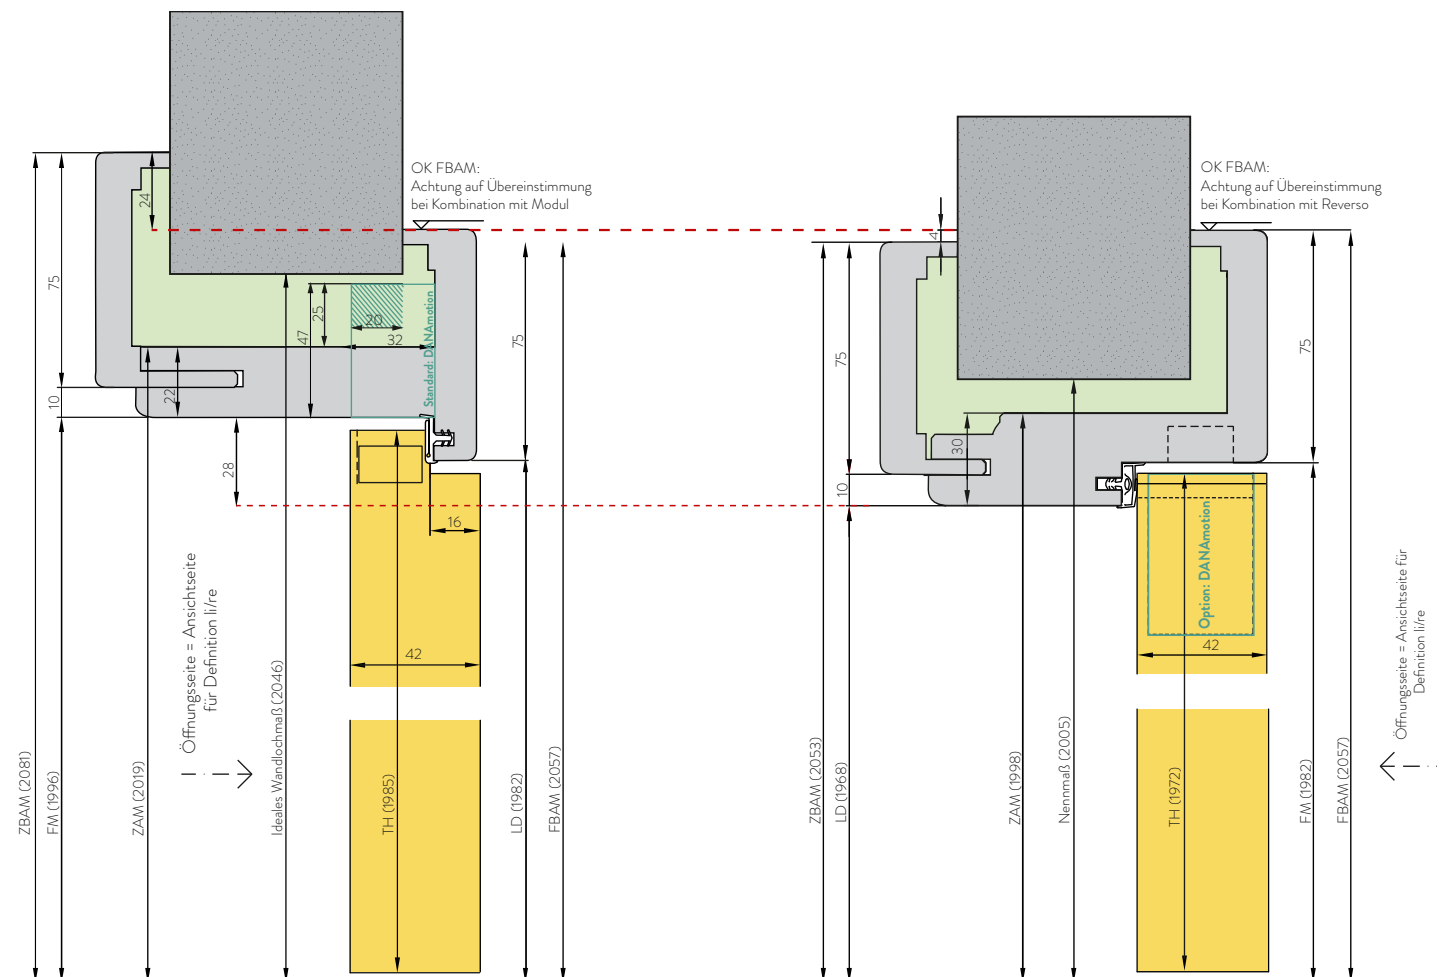 OK FBAM:
Achtung auf Übereinstimmung
bei Kombination mit Modul
24
75
10
22
47
25
20
32
Standard: DANAmotion
75
28
16
42
Öffnungsseite = Ansichtseite
für Definition li/re
ZBAM (2081)
FM (1996)
ZAM (2019)
Ideales Wandlochmaß (2046)
TH (1985)
LD (1982)
FBAM (2057)
OK FBAM:
Achtung auf Übereinstimmung
bei Kombination mit Reverso
4
75
10
30
75
Option: DANAmotion
42
Öffnungsseite = Ansichtseite für
Definition li/re
ZBAM (2053)
LD (1968)
ZAM (1998)
Nennmaß (2005)
TH (1972)
FM (1982)
FBAM (2057)